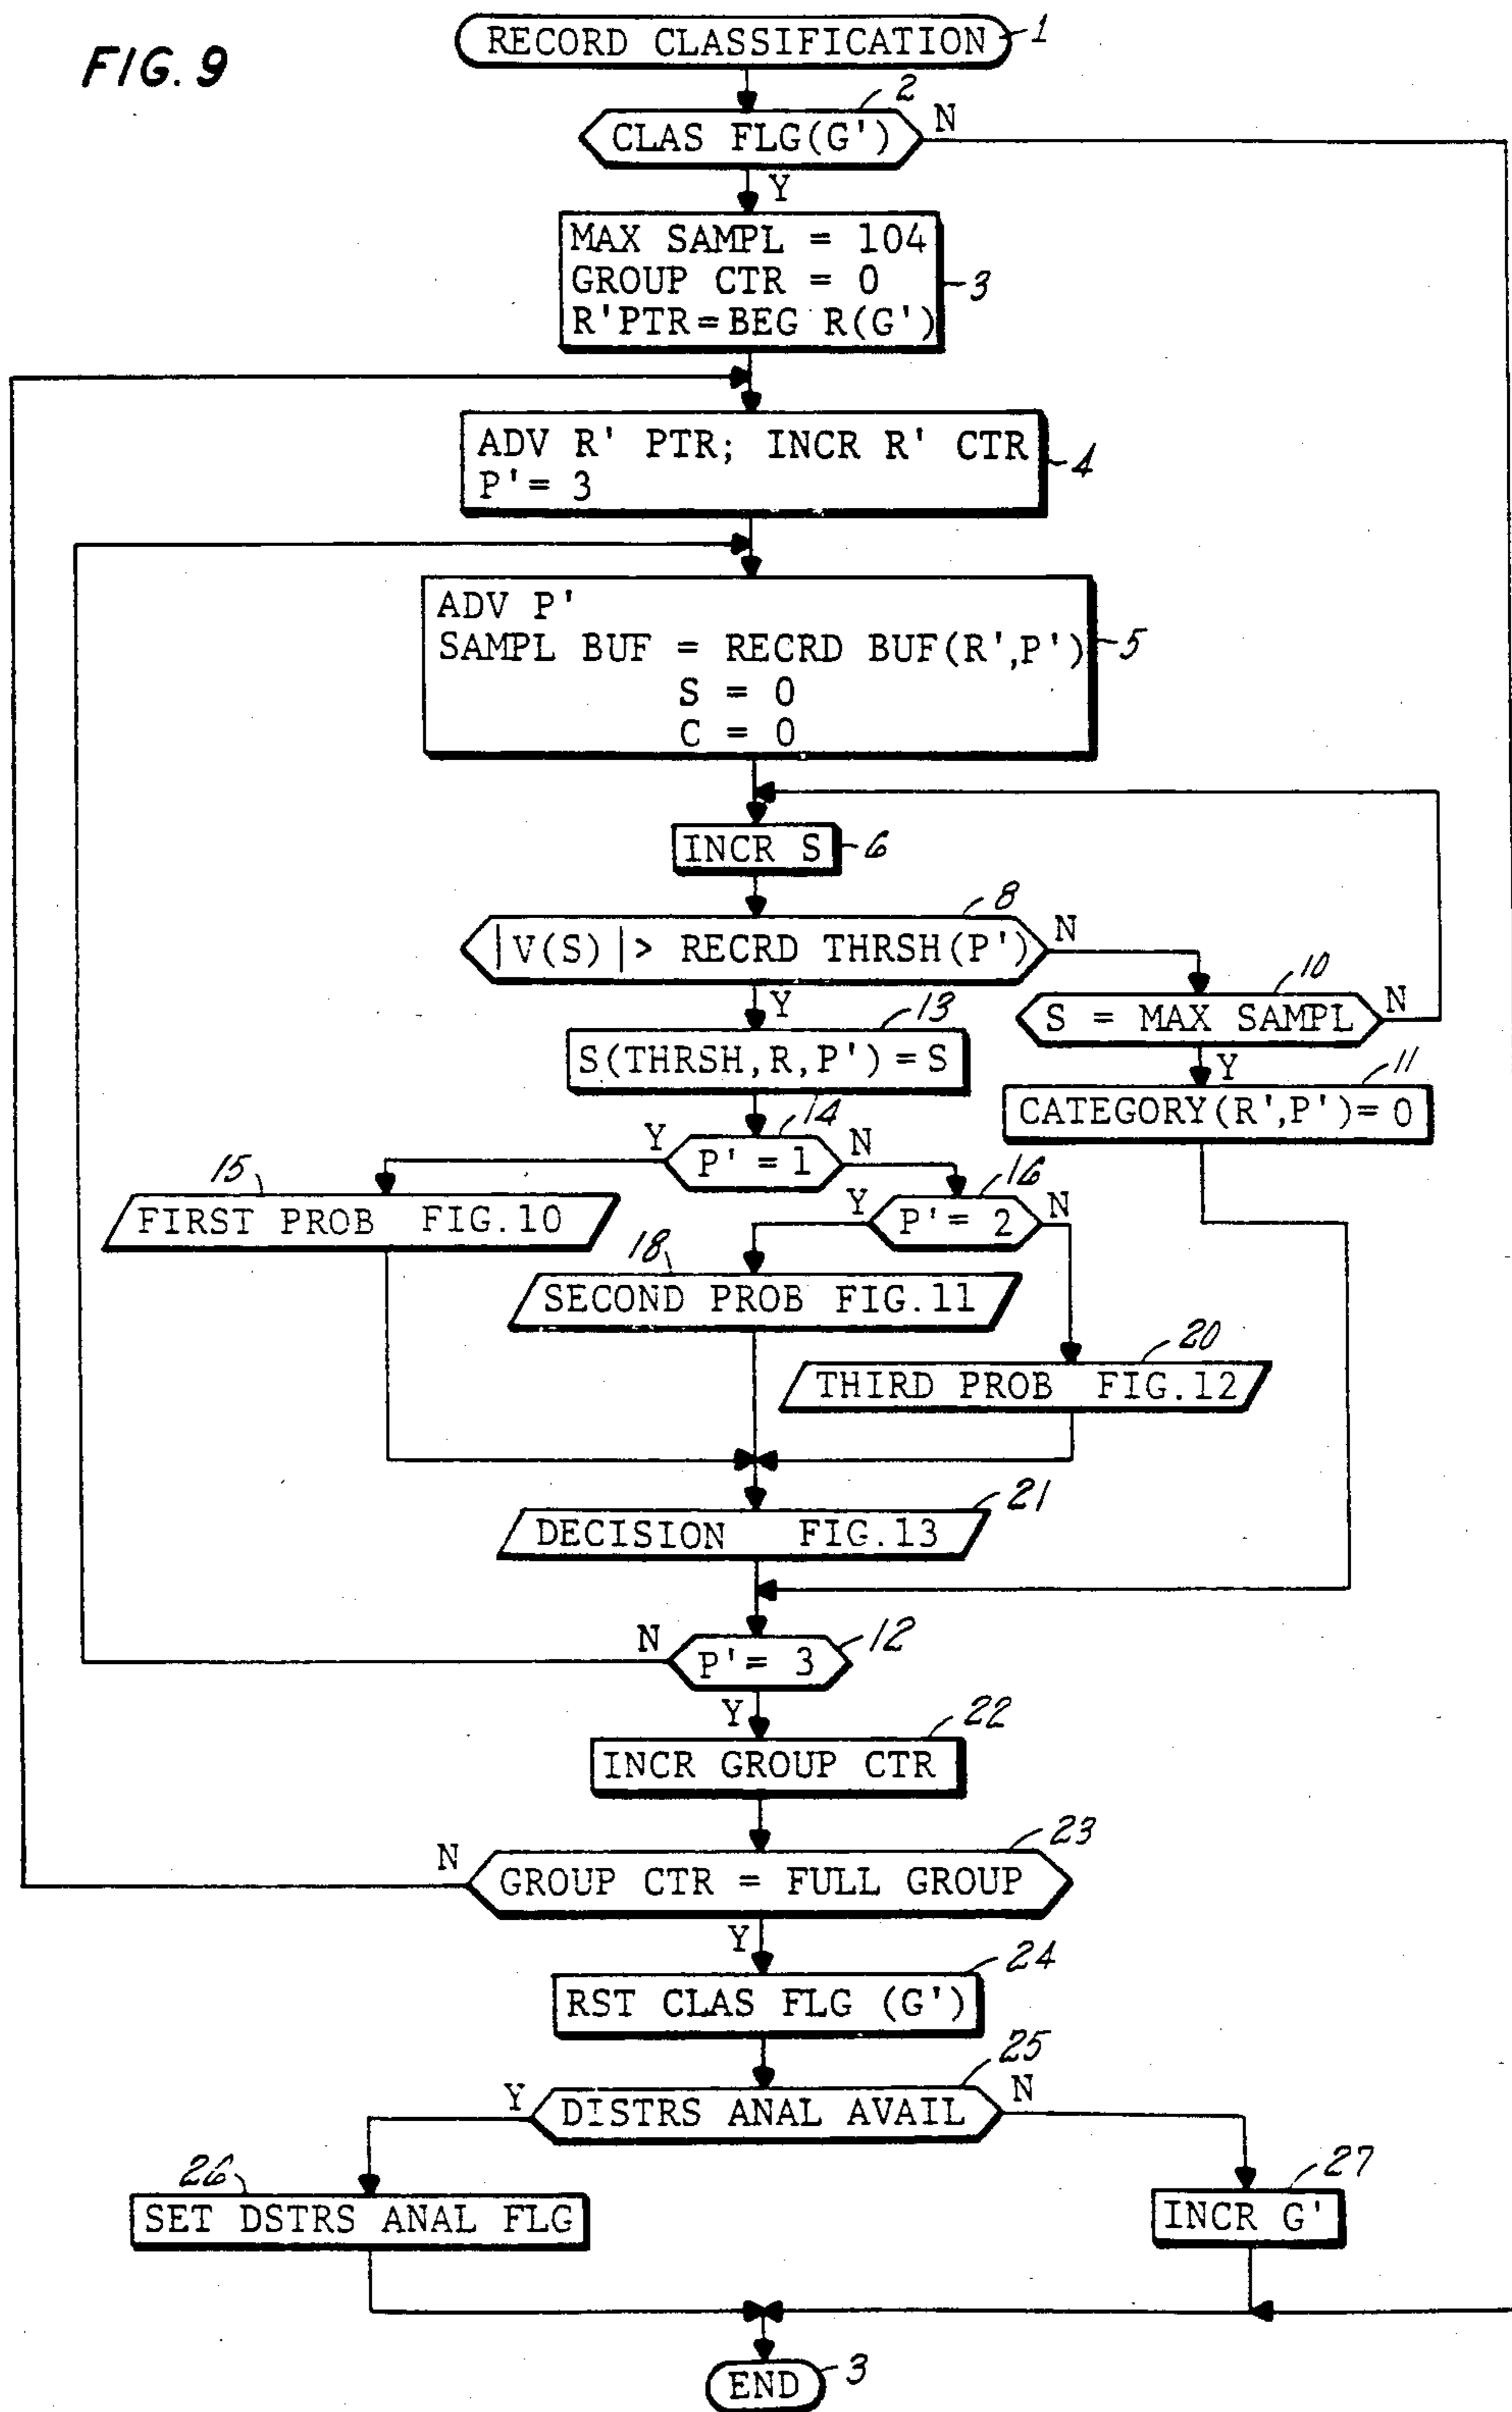 FIG. 9
RECORD CLASSIFICATION
1
2
CLAS FLG(G')
N
Y
MAX SAMPL = 104
GROUP CTR = 0
R'PTR=BEG R(G')
3
ADV R' PTR; INCR R' CTR
P'= 3
4
ADV P'
SAMPL BUF = RECRD BUF(R',P')
S = 0
C = 0
5
INCR S
6
8
|V(S)|> RECRD THRSH(P')
N
Y
10
S = MAX SAMPL
N
Y
13
S(THRSH,R,P')=S
11
CATEGORY(R',P')= 0
14
Y
P'=1
N
15
FIRST PROB FIG.10
16
Y
P'= 2
N
18
SECOND PROB FIG.11
20
THIRD PROB FIG.12
21
DECISION FIG.13
12
N
P'= 3
Y
22
INCR GROUP CTR
23
N
GROUP CTR = FULL GROUP
Y
24
RST CLAS FLG (G')
25
Y
DISTRS ANAL AVAIL
N
26
SET DSTRS ANAL FLG
27
INCR G'
END
3